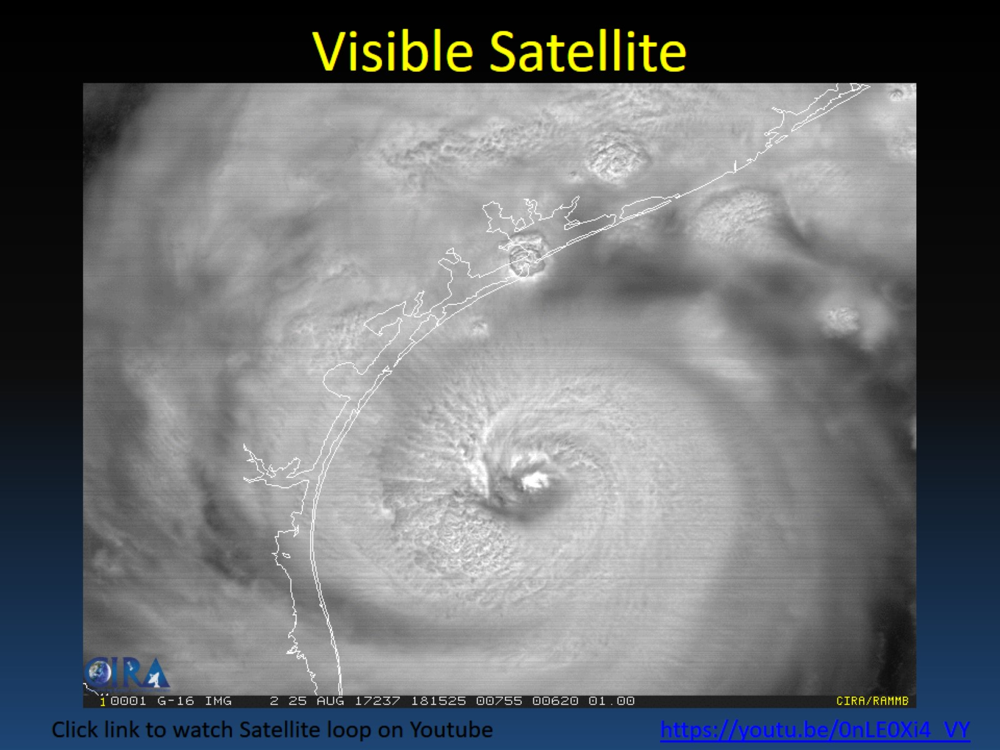 Visible Satellite
CIRA
1 0001 G-16 IMG 2 25 AUG 17237 181525 00755 00620 01.00 CIRA/RAMMB
Click link to watch Satellite loop on Youtube https://youtu.be/0nLE0Xi4_VY